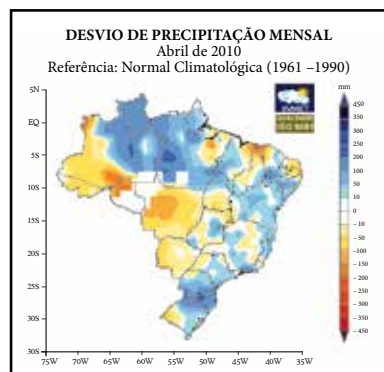 DESVIO DE PRECIPITAÇÃO MENSAL
Abril de 2010
Referência: Normal Climatológica (1961 –1990)
mm
5N
EQ
5S
10S
15S
20S
25S
30S
75W 70W 65W 60W 55W 50W 45W 40W 35W
450
350
300
250
200
150
100
50
10
– 10
– 50
– 100
– 150
– 200
– 250
– 300
– 350
– 450